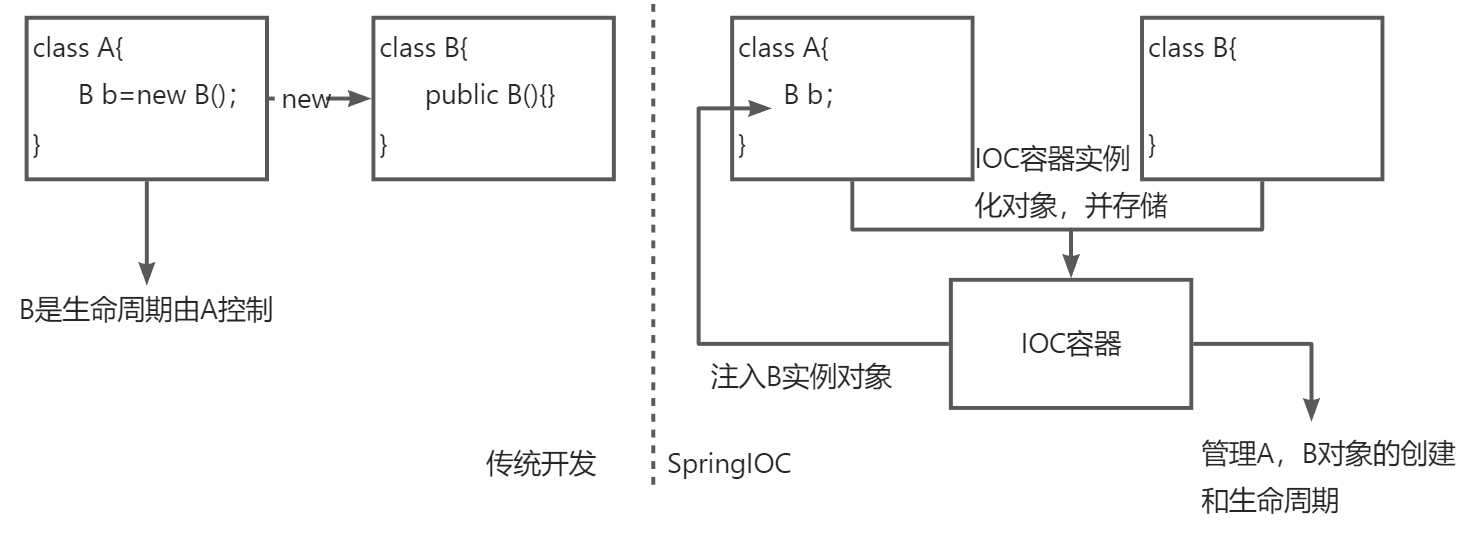 class A{
B b=new B();
}
new
class B{
public B(){}
}
B是生命周期由A控制
传统开发
class A{
B b;
}
class B{
}
IOC容器实例
化对象，并存储
IOC容器
注入B实例对象
管理A，B对象的创建
和生命周期
SpringIOC